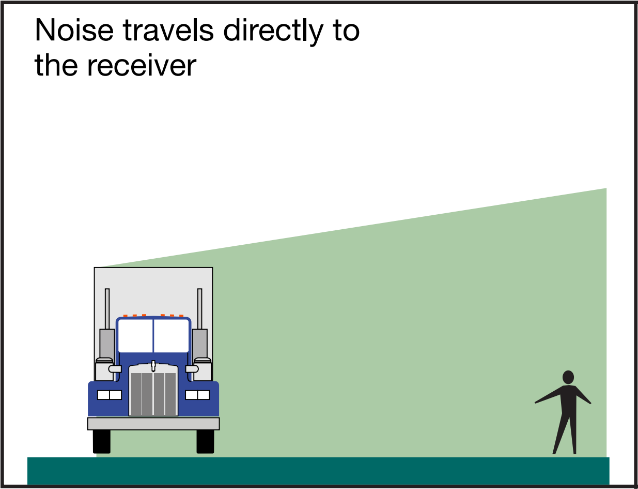 Noise travels directly to
the receiver